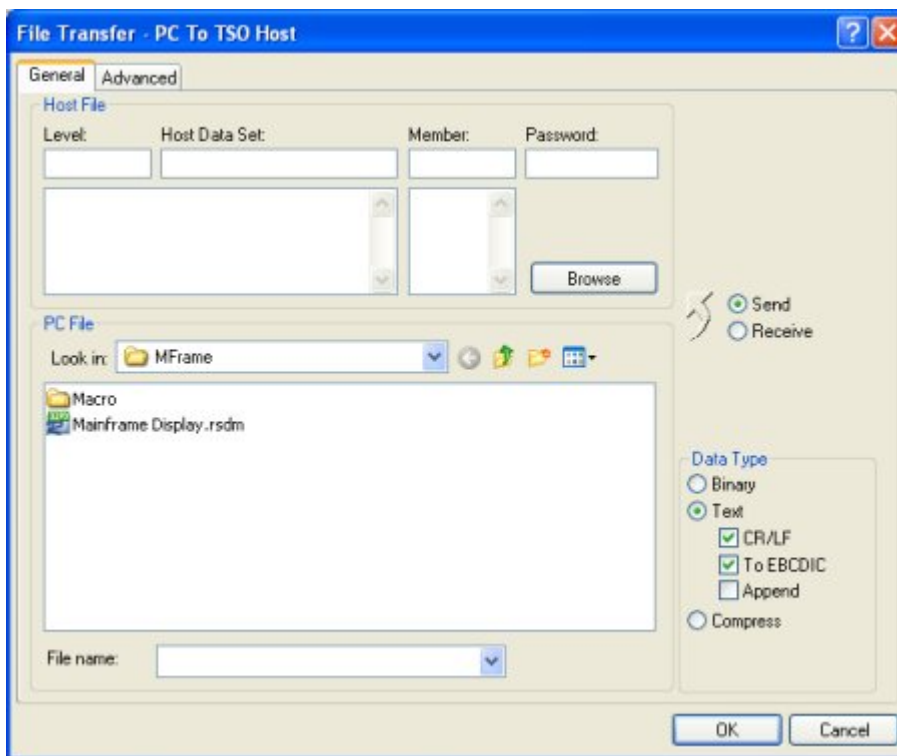 File Transfer - PC To TSO Host
General Advanced
Host File
Level: Host Data Set: Member: Password:
Browse
Send
Receive
PC File
Look in: MFrame
Macro
Mainframe Display.rsdm
Data Type
Binary
Text
CR/LF
To EBCDIC
Append
Compress
File name:
OK Cancel